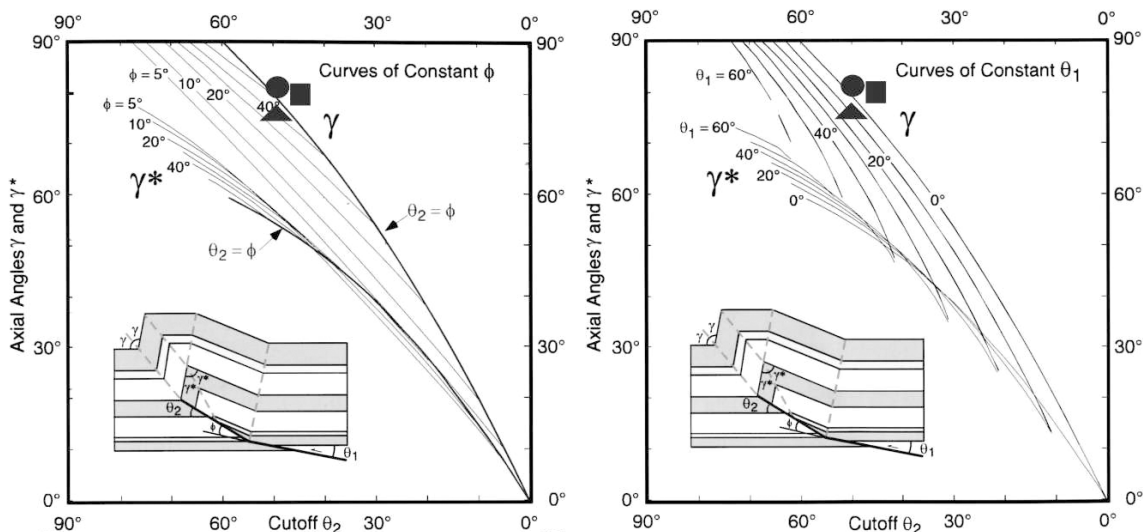 90° 60° 30° 0°
90° 90°
Curves of Constant ϕ
ϕ = 5° 10° 20° 40°
γ
ϕ = 5°
10°
20°
40°
γ*
60° 60°
θ2 = ϕ
θ2 = ϕ
30° 30°
γ
γ
γ*
γ*
θ2
ϕ
θ1
0° 0°
90° 60° 30° 0°
Cutoff θ2
Axial Angles γ and γ*
90° 60° 30° 0°
90° 90°
Curves of Constant θ1
θ1 = 60°
40°
20°
0°
γ
θ1 = 60°
40°
20°
0°
γ*
60° 60°
30° 30°
γ
γ
γ*
γ*
θ2
ϕ
θ1
0° 0°
90° 60° 30° 0°
Cutoff θ2
Axial Angles γ and γ*